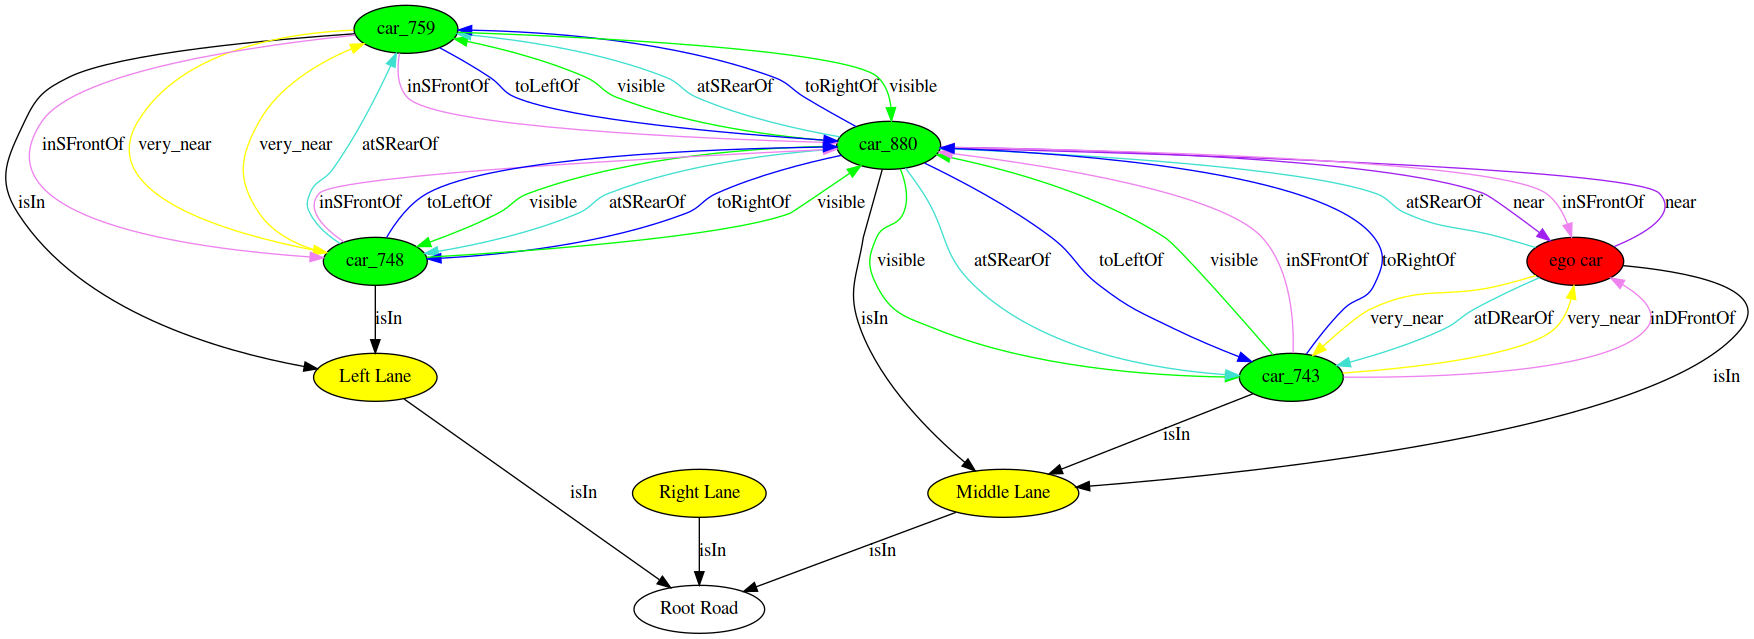 car_759
inSFrontOf toLeftOf visible atSRearOf toRightOf visible
inSFrontOf very_near very_near atSRearOf car_880
isIn inSFrontOf toLeftOf visible atSRearOf toRightOf visible atSRearOf near inSFrontOf near
car_748 visible atSRearOf toLeftOf visible inSFrontOf toRightOf ego car
isIn isIn very_near atDRearOf very_near inDFrontOf
Left Lane car_743 isIn
isIn
isIn Right Lane Middle Lane
isIn isIn
Root Road